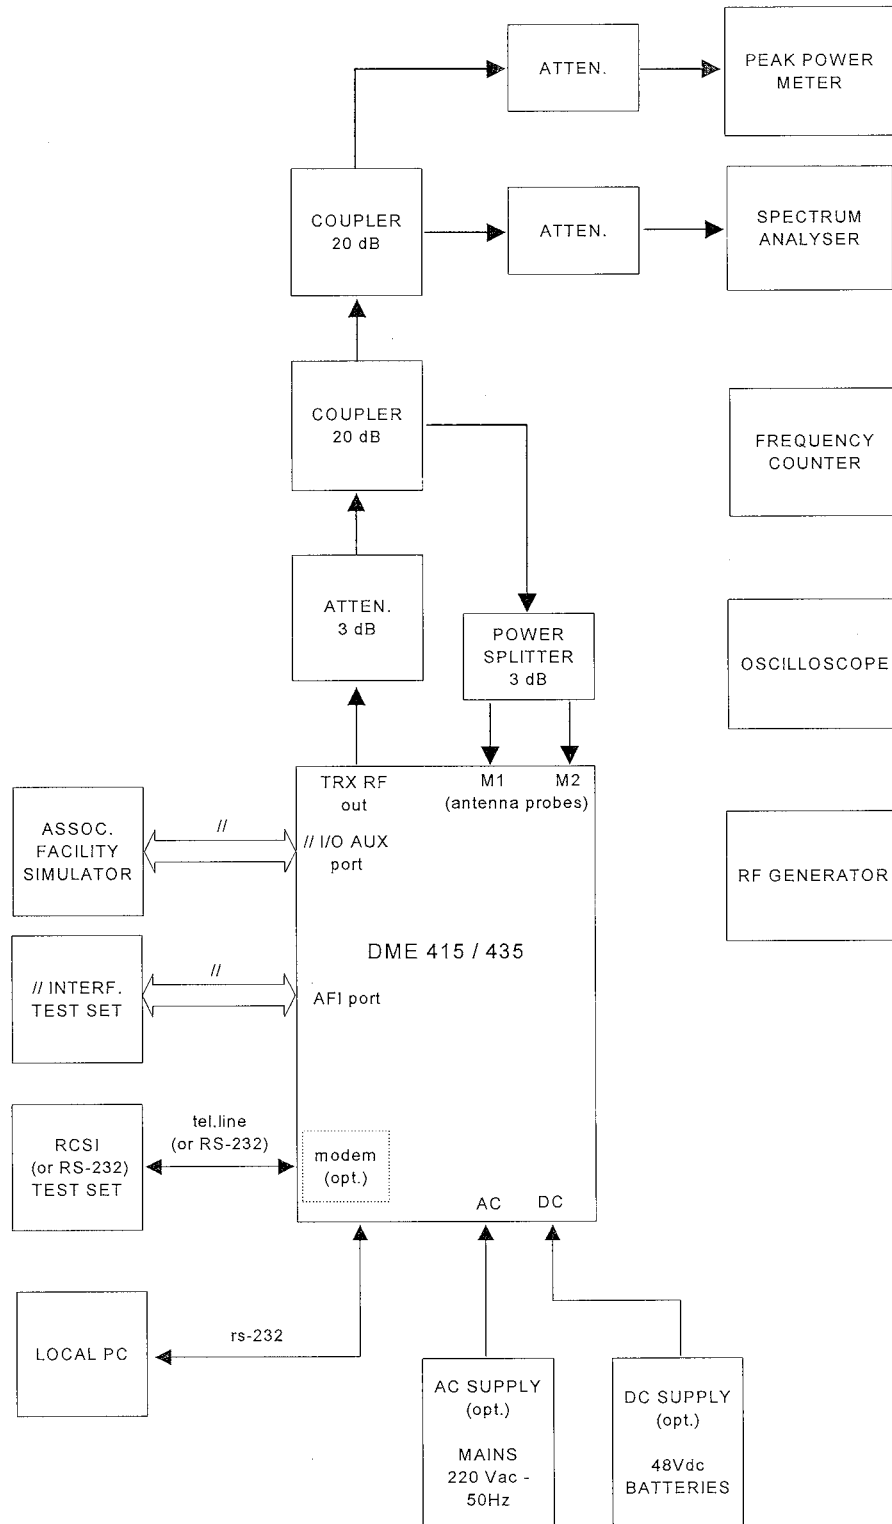 ATTEN.
PEAK POWER
METER
COUPLER
20 dB
ATTEN.
SPECTRUM
ANALYSER
COUPLER
20 dB
FREQUENCY
COUNTER
ATTEN.
3 dB
POWER
SPLITTER
3 dB
OSCILLOSCOPE
TRX RF
out
M1
M2
(antenna probes)
ASSOC.
FACILITY
SIMULATOR
//
// I/O AUX
port
RF GENERATOR
DME 415 / 435
// INTERF.
TEST SET
//
AFI port
RCSI
(or RS-232)
TEST SET
tel.line
(or RS-232)
modem
(opt.)
AC
DC
LOCAL PC
rs-232
AC SUPPLY
(opt.)
MAINS
220 Vac -
50Hz
DC SUPPLY
(opt.)
48Vdc
BATTERIES